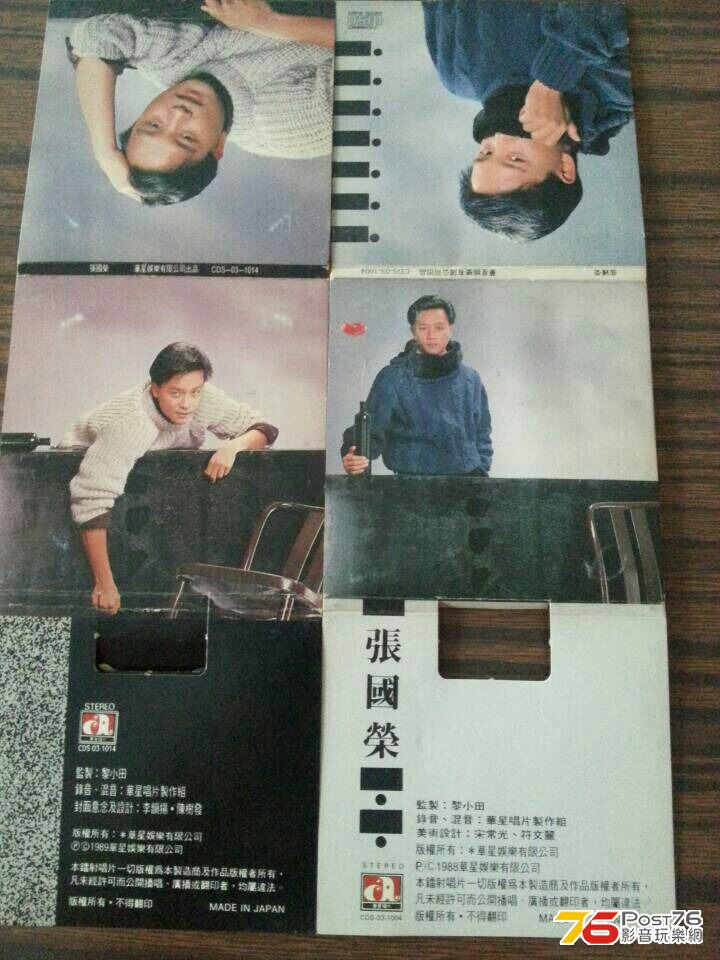 張國榮 華星娛樂有限公司出品 CDS-03-1014
張國榮 華星娛樂有限公司出品 CDS-03-1004
STEREO
CDS-03-1014
監製：黎小田
錄音、混音：華星唱片製作組
封面意念及設計：李韻揚•陳樹發
版權所有：＊華星娛樂有限公司
ⓅⒸ1989華星娛樂有限公司
本鐳射唱片一切版權爲本製造商及作品版權者所有，
凡未經許可而公開播唱、廣播或翻印者，均屬違法。
版權所有•不得翻印
MADE IN JAPAN
張國榮
監製：黎小田
錄音、混音：華星唱片製作組
美術設計：宋常光、符文麗
版權所有：＊華星娛樂有限公司
STEREO
ⓅⒸ1988華星娛樂有限公司
本鐳射唱片一切版權爲本製造商及作品版權者所有，
凡未經許可而公開播唱、廣播或翻印者，均屬違法
CDS-03-1004
版權所有•不得翻印
76 Post76
影音玩樂網